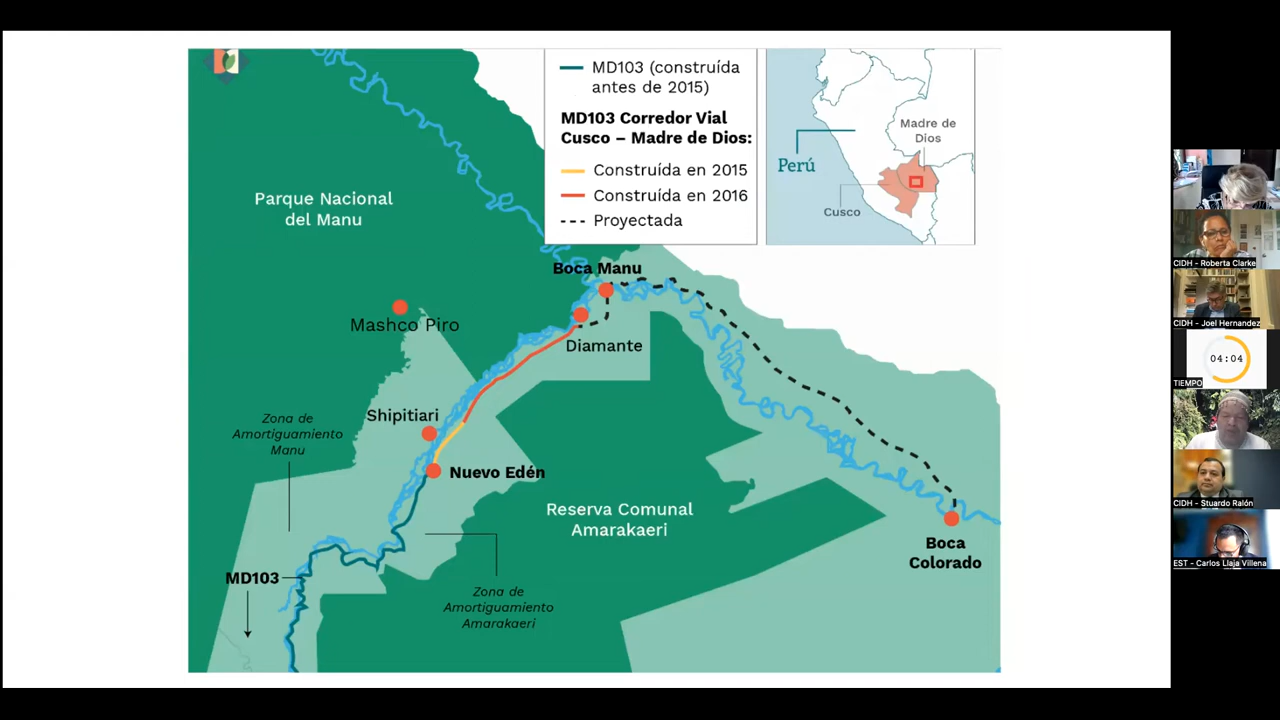 MD103 (construída
antes de 2015)
MD103 Corredor Vial
Cusco – Madre de Dios:
Construída en 2015
Construída en 2016
Proyectada
Madre de
Dios
Perú
Cusco
Parque Nacional
del Manu
Boca Manu
Mashco Piro
Diamante
Shipitiari
Zona de
Amortiguamiento
Manu
Nuevo Edén
Reserva Comunal
Amarakaeri
Boca
Colorado
MD103
Zona de
Amortiguamiento
Amarakaeri
CIDH - Roberta Clarke
CIDH - Joel Hernandez
04:04
TIEMPO
CIDH - Stuardo Ralón
EST - Carlos Llaja Villena